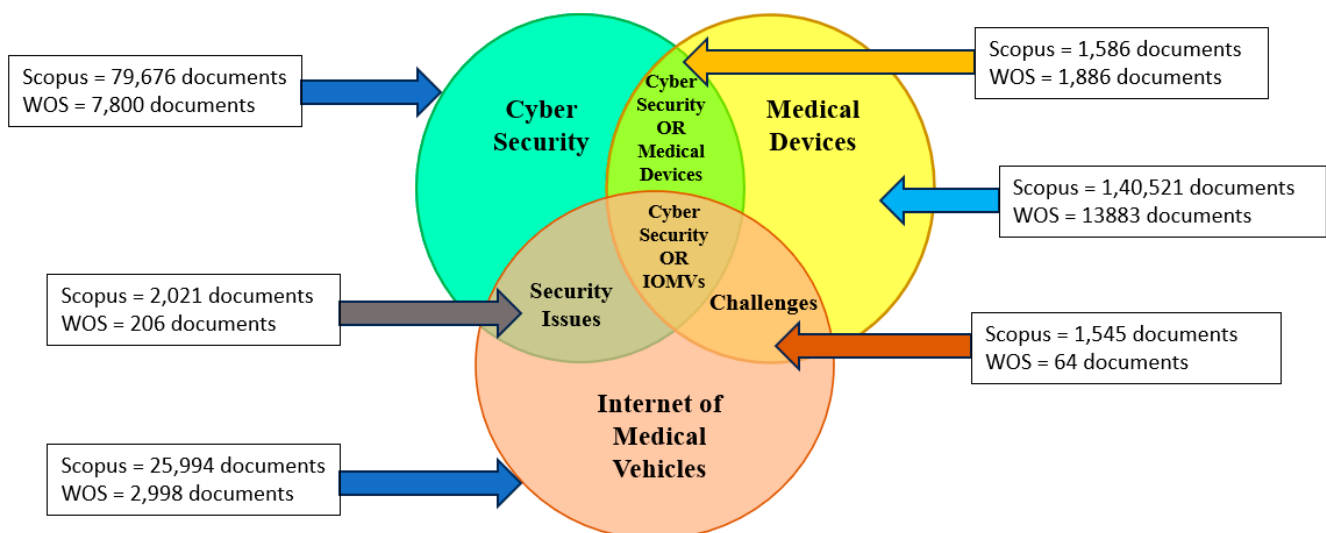 Scopus = 79,676 documents
WOS = 7,800 documents
Cyber
Security
Cyber
Security
OR
Medical
Devices
Medical
Devices
Scopus = 1,586 documents
WOS = 1,886 documents
Scopus = 1,40,521 documents
WOS = 13883 documents
Cyber
Security
OR
IOMVs
Scopus = 2,021 documents
WOS = 206 documents
Security
Issues
Challenges
Scopus = 1,545 documents
WOS = 64 documents
Internet of
Medical
Vehicles
Scopus = 25,994 documents
WOS = 2,998 documents